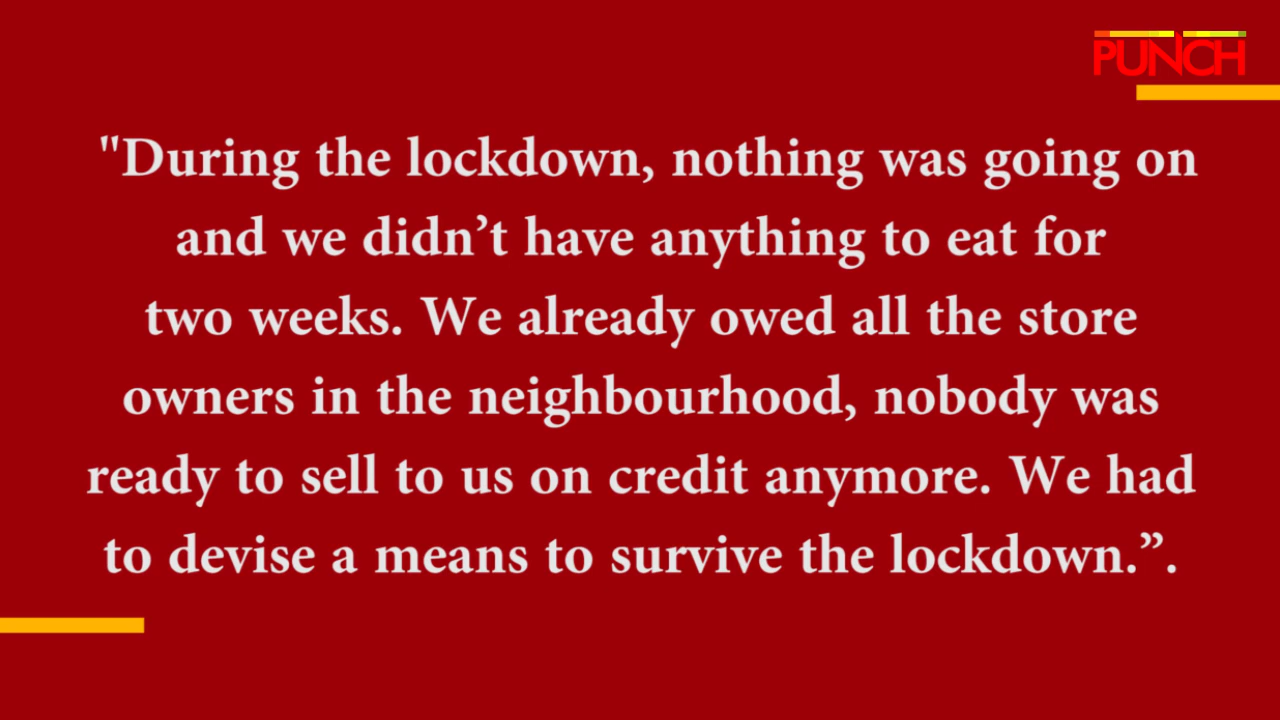 PUNCH
"During the lockdown, nothing was going on
and we didn’t have anything to eat for
two weeks. We already owed all the store
owners in the neighbourhood, nobody was
ready to sell to us on credit anymore. We had
to devise a means to survive the lockdown.”.